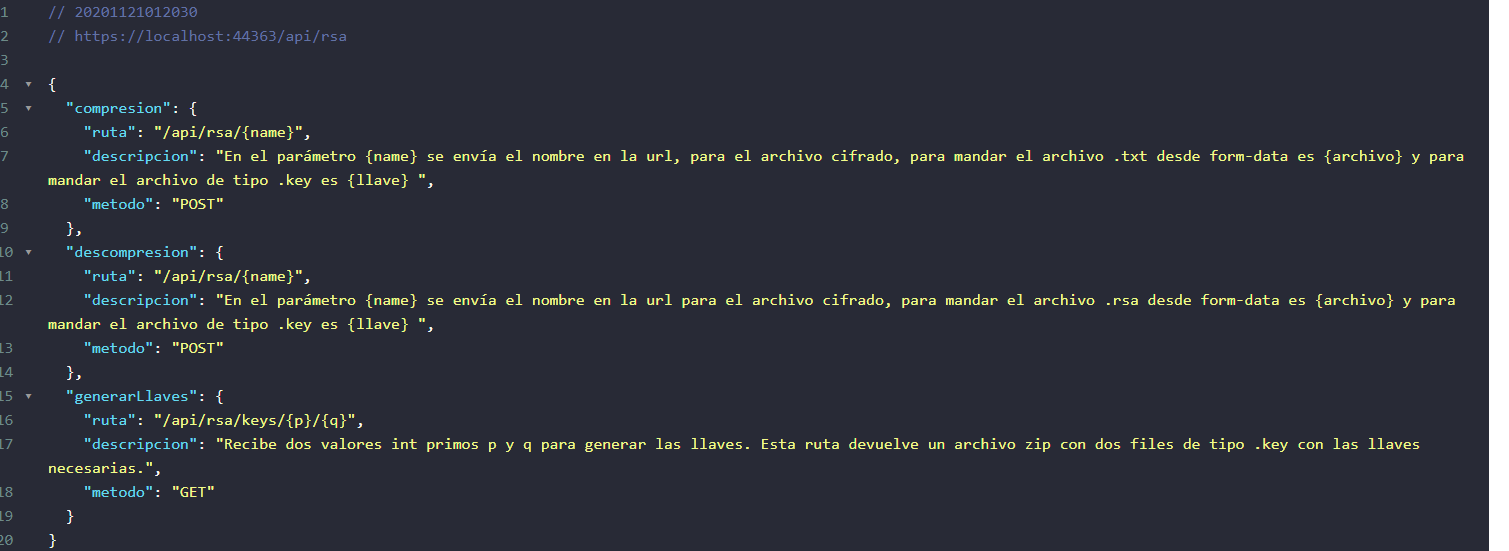 1 // 20201121012030
2 // https://localhost:44363/api/rsa
3
4 {
5 "compresion": {
6 "ruta": "/api/rsa/{name}",
7 "descripcion": "En el parámetro {name} se envía el nombre en la url, para el archivo cifrado, para mandar el archivo .txt desde form-data es {archivo} y para
mandar el archivo de tipo .key es {llave} ",
8 "metodo": "POST"
9 },
10 "descompresion": {
11 "ruta": "/api/rsa/{name}",
12 "descripcion": "En el parámetro {name} se envía el nombre en la url para el archivo cifrado, para mandar el archivo .rsa desde form-data es {archivo} y para
mandar el archivo de tipo .key es {llave} ",
13 "metodo": "POST"
14 },
15 "generarLlaves": {
16 "ruta": "/api/rsa/keys/{p}/{q}",
17 "descripcion": "Recibe dos valores int primos p y q para generar las llaves. Esta ruta devuelve un archivo zip con dos files de tipo .key con las llaves
necesarias.",
18 "metodo": "GET"
19 }
20 }